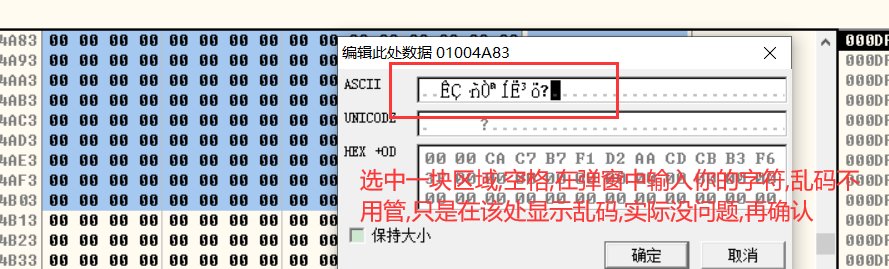 4A83 00 00 00 00 00 00 00 00 00 00
编辑此处数据 01004A83
000DF
4A93 00 00 00 00 00 00 00 00 00 00
000DF
4AA3 00 00 00 00 00 00 00 00 00 00
ASCII
..ÊÇ·ñÒªÍË³ö?
000DF
4AB3 00 00 00 00 00 00 00 00 00 00
000DF
4AC3 00 00 00 00 00 00 00 00 00 00
UNICODE
?
000DF
4AD3 00 00 00 00 00 00 00 00 00 00
000DF
4AE3 00 00 00 00 00 00 00 00 00 00
HEX +0D
00 00 CA C7 B7 F1 D2 AA CD CB B3 F6
000DF
4AF3 00 00 00 00 00 00 00 00 00 00
选中一块区域,空格,在弹窗中输入你的字符,乱码不
4B03 00 00 00 00 00 00 00 00 00 00
用管,只是在该处显示乱码,实际没问题,再确认
4B13 00 00 00 00 00 00 00 00 00 00
保持大小
4B23 00 00 00 00 00 00 00 00 00 00
确定
取消
000DF
4B33 00 00 00 00 00 00 00 00 00 00
000DF